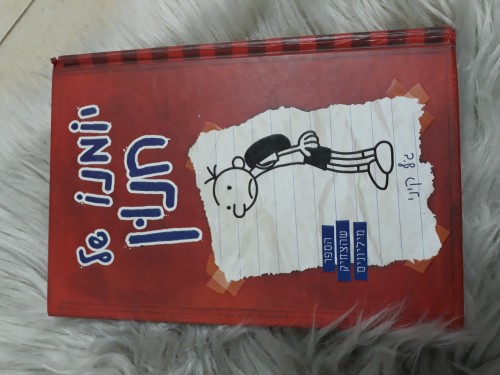 יומנו של
חנון
הספר
שהצחיק
מיליונים
ג'ף קיני